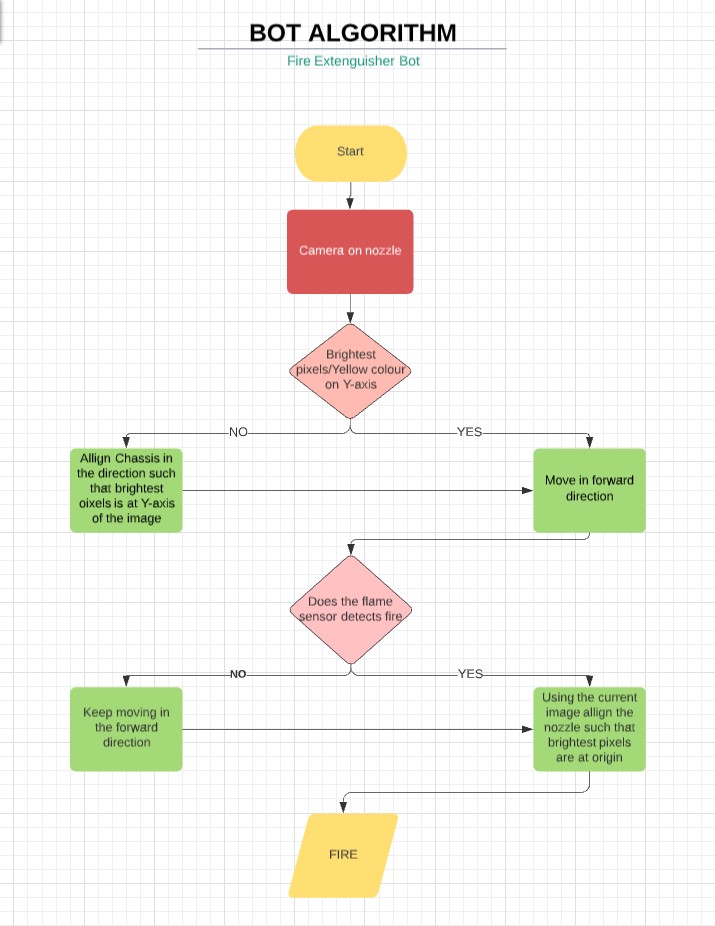 BOT ALGORITHM
Fire Extinguisher Bot
Start
Camera on nozzle
Brightest
pixels/Yellow colour
on Y-axis
NO
YES
Allign Chassis in
the direction such
that brightest
oixels is at Y-axis
of the image
Move in forward
direction
Does the flame
sensor detects fire
NO
YES
Keep moving in
the forward
direction
Using the current
image allign the
nozzle such that
brightest pixels
are at origin
FIRE